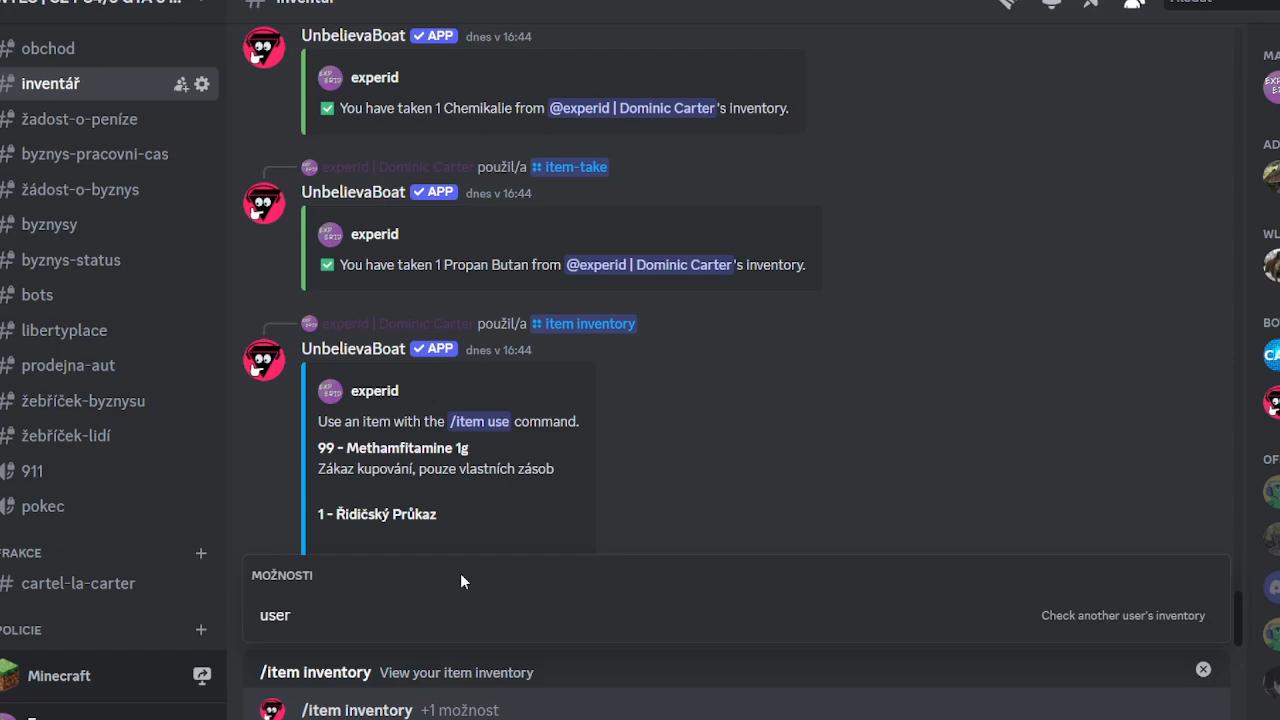 obchod
inventář
žadost-o-peníze
byznys-pracovni-cas
žádost-o-byznys
byznysy
byznys-status
bots
libertyplace
prodejna-aut
žebříček-byznysu
žebříček-lidí
911
pokec
FRAKCE
cartel-la-carter
POLICIE
Minecraft
UnbelievaBoat ✓ APP dnes v 16:44
experid
You have taken 1 Chemikalie from @experid | Dominic Carter's inventory.
experid | Dominic Carter použil/a item-take
UnbelievaBoat ✓ APP dnes v 16:44
experid
You have taken 1 Propan Butan from @experid | Dominic Carter's inventory.
experid | Dominic Carter použil/a item inventory
UnbelievaBoat ✓ APP dnes v 16:44
experid
Use an item with the /item use command.
99 - Methamfitamine 1g
Zákaz kupování, pouze vlastních zásob
1 - Řidičský Průkaz
MOŽNOSTI
user Check another user's inventory
/item inventory View your item inventory
/item inventory +1 možnost